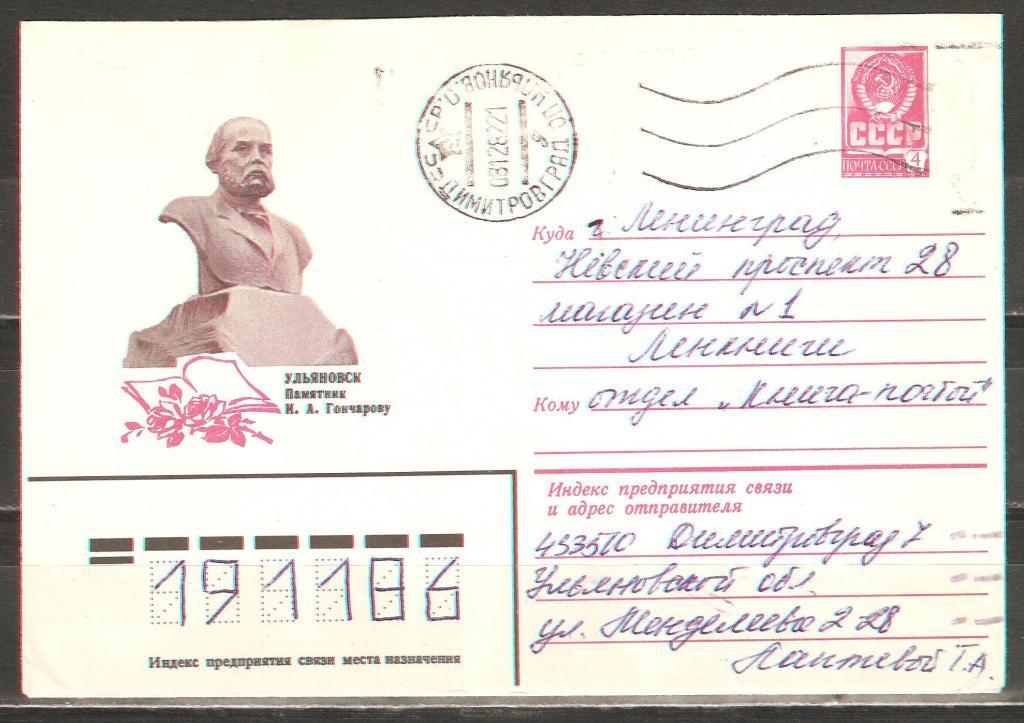 СССР
ПОЧТА СССР 4
УЛЬЯНОВСК
Памятник
И. А. Гончарову
ДИМИТРОВГРАД
Куда г. Ленинград,
Невский проспект 28
магазин № 1
Ленкниги
Кому отдел „Книга-почтой"
Индекс предприятия связи
и адрес отправителя
433510 Димитровград 7
Ульяновской обл.
ул. Менделеева 2 28
Лаптевой Т.А.
191186
Индекс предприятия связи места назначения